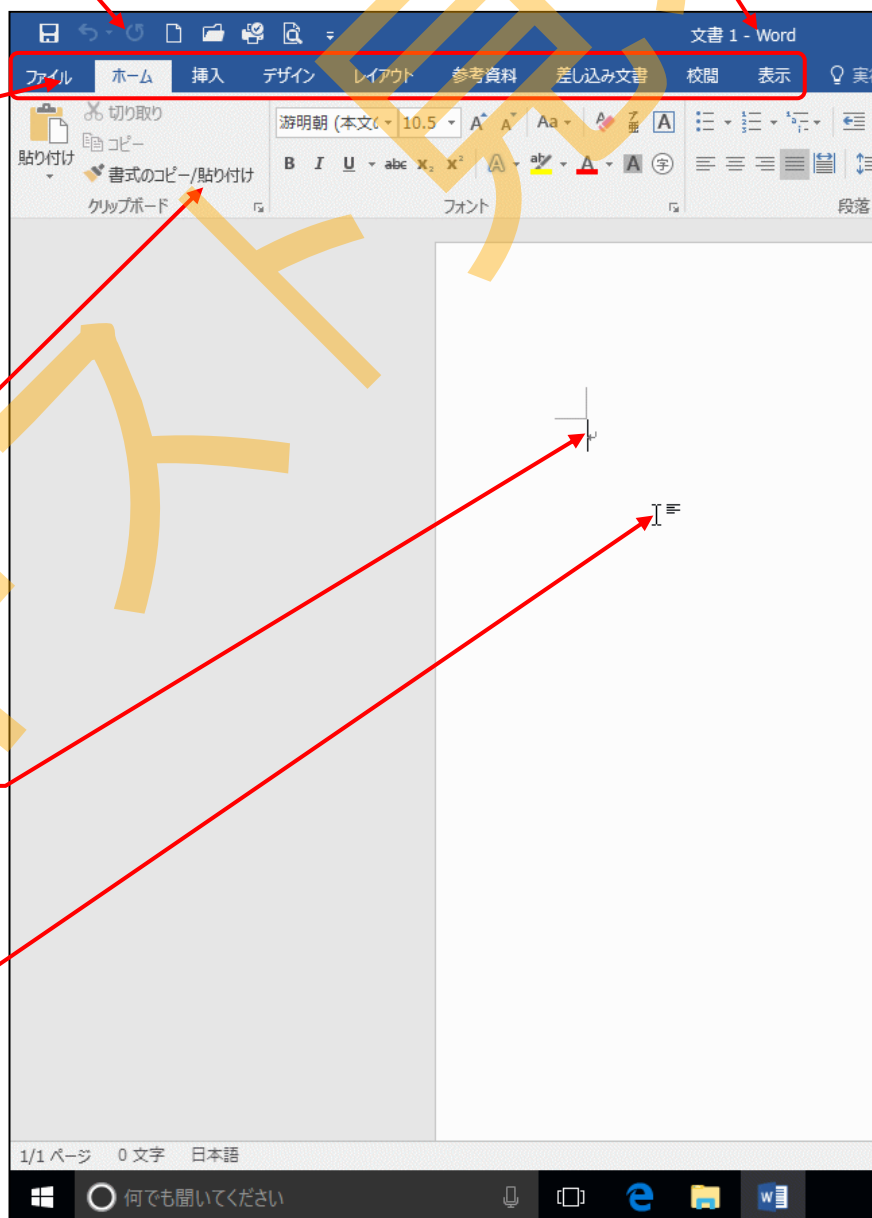 文書 1 - Word
ファイル ホーム 挿入 デザイン レイアウト 参考資料 差し込み文書 校閲 表示 実
切り取り
コピー
書式のコピー/貼り付け
貼り付け
游明朝 (本文( 10.5 A A Aa ア亜 A
B I U abc X₂ X² A aby A A 字
クリップボード フォント 段落
1/1 ページ 0 文字 日本語
何でも聞いてください